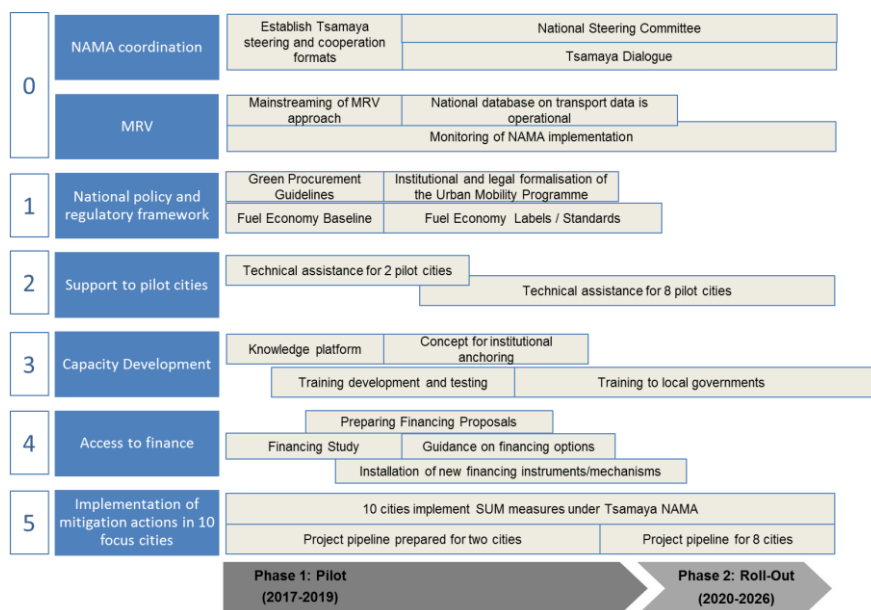 0
NAMA coordination
Establish Tsamaya
steering and cooperation
formats
National Steering Committee
Tsamaya Dialogue
MRV
Mainstreaming of MRV
approach
National database on transport data is
operational
Monitoring of NAMA implementation
1
National policy and
regulatory framework
Green Procurement
Guidelines
Institutional and legal formalisation of
the Urban Mobility Programme
Fuel Economy Baseline
Fuel Economy Labels / Standards
2
Support to pilot cities
Technical assistance for 2 pilot cities
Technical assistance for 8 pilot cities
3
Capacity Development
Knowledge platform
Concept for institutional
anchoring
Training development and testing
Training to local governments
4
Access to finance
Preparing Financing Proposals
Financing Study
Guidance on financing options
Installation of new financing instruments/mechanisms
5
Implementation of
mitigation actions in 10
focus cities
10 cities implement SUM measures under Tsamaya NAMA
Project pipeline prepared for two cities
Project pipeline for 8 cities
Phase 1: Pilot
(2017-2019)
Phase 2: Roll-Out
(2020-2026)